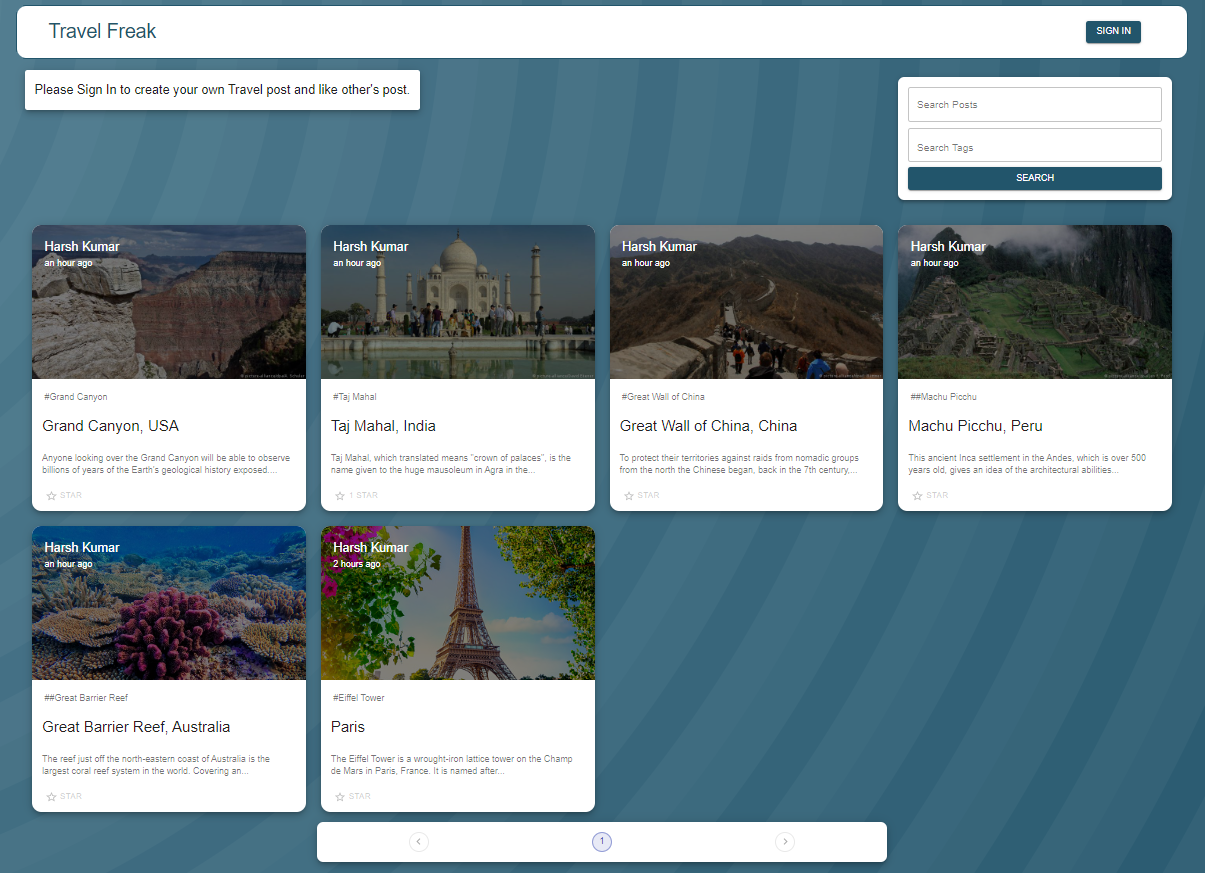 Travel Freak
SIGN IN
Please Sign In to create your own Travel post and like other's post.
Search Posts
Search Tags
SEARCH
Harsh Kumar
an hour ago
#Grand Canyon
Grand Canyon, USA
Anyone looking over the Grand Canyon will be able to observe
billions of years of the Earth's geological history exposed....
STAR
Harsh Kumar
an hour ago
#Taj Mahal
Taj Mahal, India
Taj Mahal, which translated means "crown of palaces", is the
name given to the huge mausoleum in Agra in the...
1 STAR
Harsh Kumar
an hour ago
#Great Wall of China
Great Wall of China, China
To protect their territories against raids from nomadic groups
from the north the Chinese began, back in the 7th century,...
STAR
Harsh Kumar
an hour ago
##Machu Picchu
Machu Picchu, Peru
This ancient Inca settlement in the Andes, which is over 500
years old, gives an idea of the architectural abilities...
STAR
Harsh Kumar
an hour ago
##Great Barrier Reef
Great Barrier Reef, Australia
The reef just off the north-eastern coast of Australia is the
largest coral reef system in the world. Covering an...
STAR
Harsh Kumar
2 hours ago
#Eiffel Tower
Paris
The Eiffel Tower is a wrought-iron lattice tower on the Champ
de Mars in Paris, France. It is named after...
STAR
1